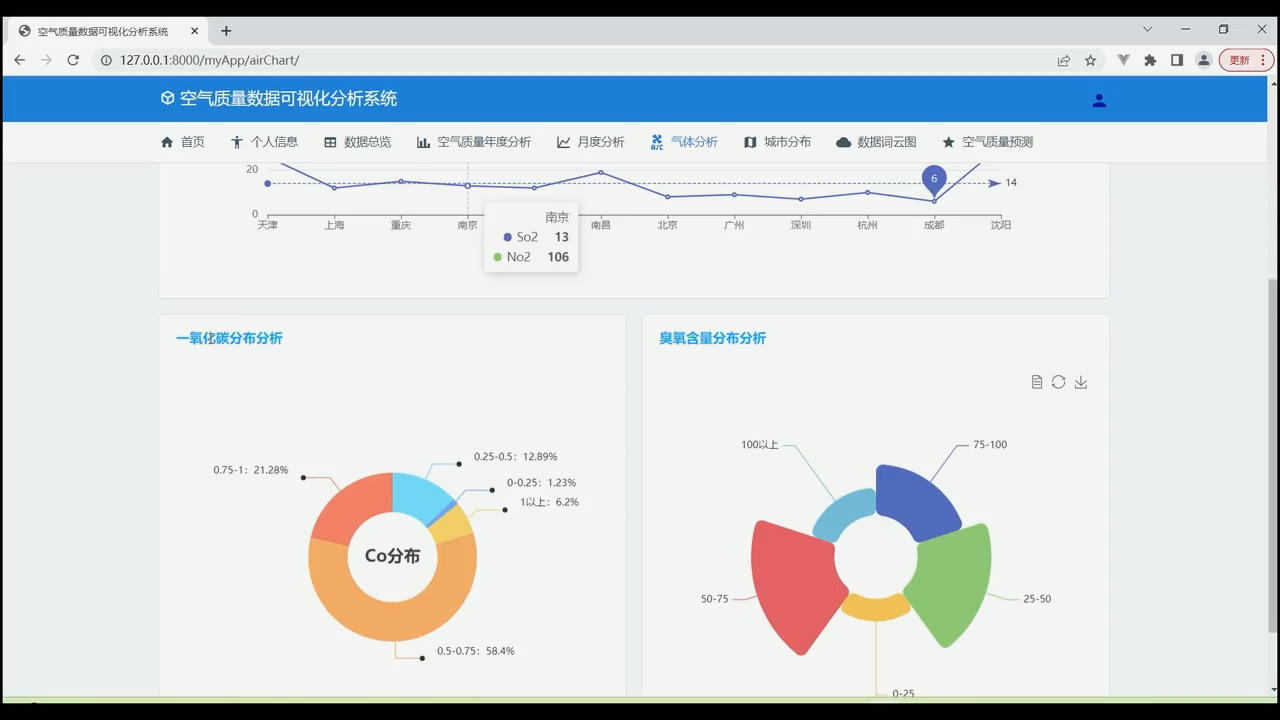 空气质量数据可视化分析系统
127.0.0.1:8000/myApp/airChart/
更新
空气质量数据可视化分析系统
首页 个人信息 数据总览 空气质量年度分析 月度分析 A/C 气体分析 城市分布 数据词云图 空气质量预测
20
6
14
0
天津 上海 重庆 南京 南昌 北京 广州 深圳 杭州 成都 沈阳
南京
So2 13
No2 106
一氧化碳分布分析
臭氧含量分布分析
0.25-0.5：12.89%
0.75-1：21.28%
0-0.25：1.23%
1以上：6.2%
Co分布
0.5-0.75：58.4%
100以上
75-100
50-75
25-50
0-25